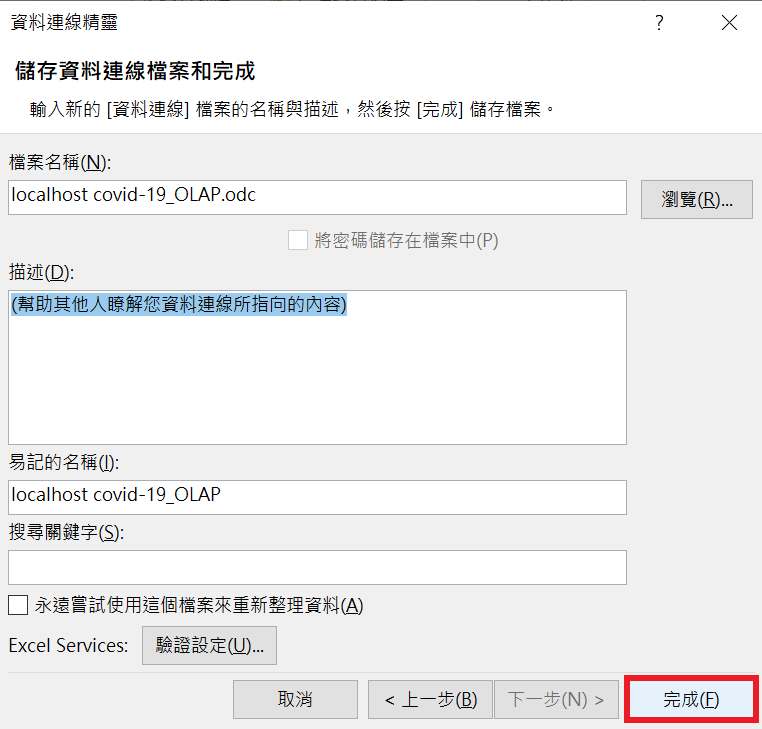 資料連線精靈
?
儲存資料連線檔案和完成
輸入新的 [資料連線] 檔案的名稱與描述，然後按 [完成] 儲存檔案。
檔案名稱(N):
localhost covid-19_OLAP.odc
瀏覽(R)...
將密碼儲存在檔案中(P)
描述(D):
(幫助其他人瞭解您資料連線所指向的內容)
易記的名稱(I):
localhost covid-19_OLAP
搜尋關鍵字(S):
永遠嘗試使用這個檔案來重新整理資料(A)
Excel Services:
驗證設定(U)...
取消
< 上一步(B)
下一步(N) >
完成(F)